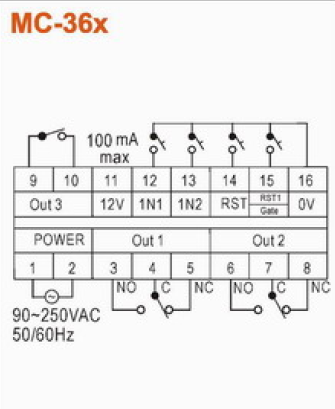 MC-36x
100 mA
max
9 10 11 12 13 14 15 16
Out 3 12V 1N1 1N2 RST RST1 Gate 0V
POWER Out 1 Out 2
1 2 3 4 5 6 7 8
NO C NC NO C NC
90~250VAC
50/60Hz